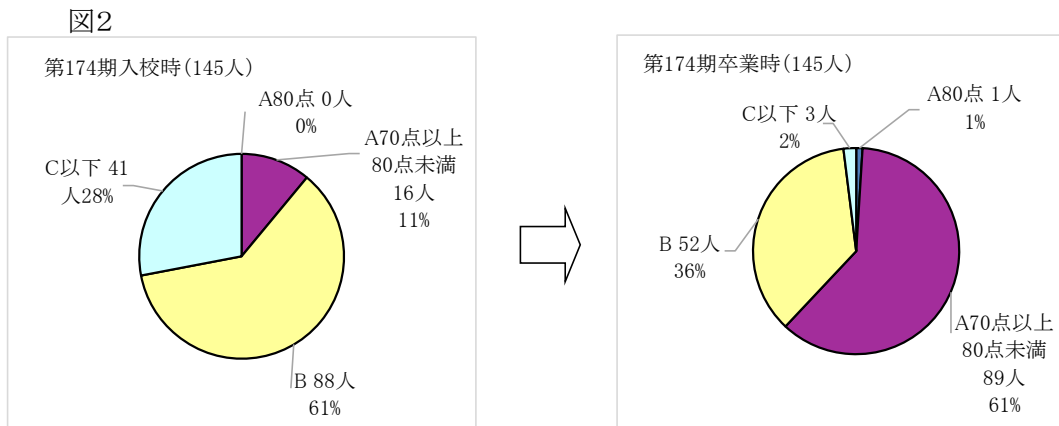 図2
第174期入校時(145人)
A80点 0人
0%
A70点以上
80点未満
16人
11%
C以下 41
人28%
B 88人
61%
第174期卒業時(145人)
A80点 1人
1%
C以下 3人
2%
B 52人
36%
A70点以上
80点未満
89人
61%